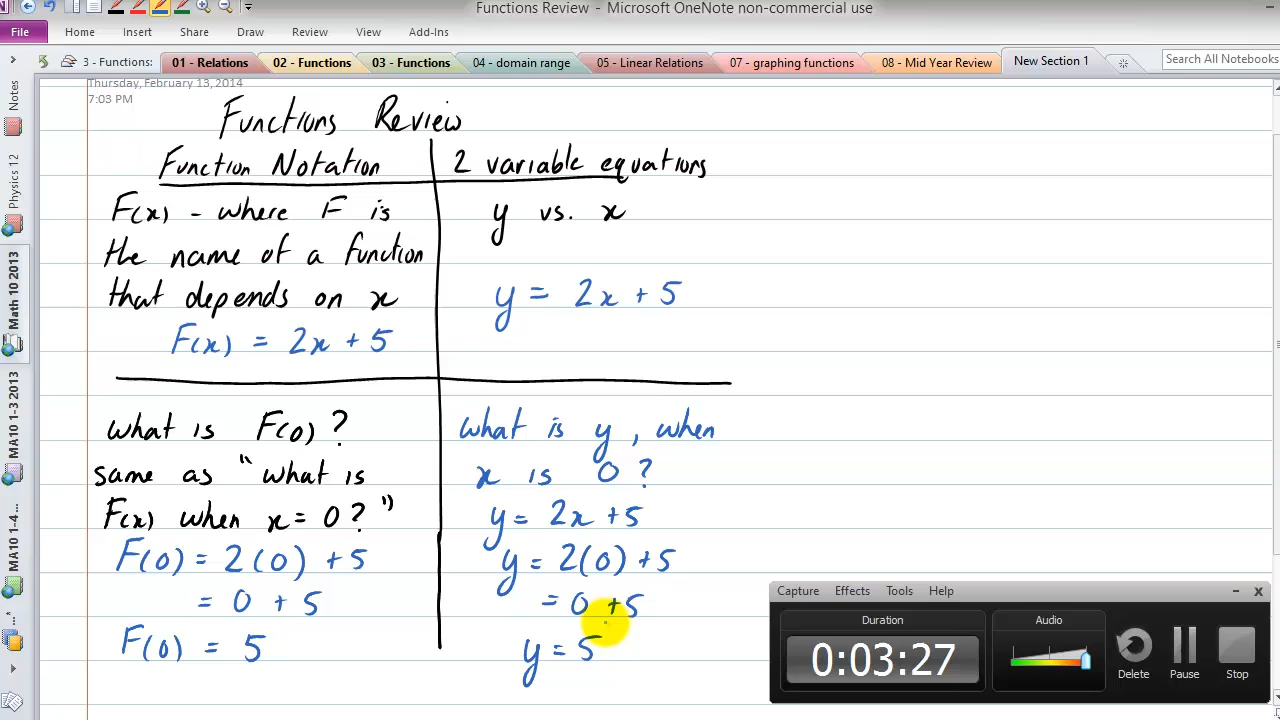 Functions Review - Microsoft OneNote non-commercial use
File Home Insert Share Draw Review View Add-Ins
3 - Functions: 01 - Relations 02 - Functions 03 - Functions 04 - domain range 05 - Linear Relations 07 - graphing functions 08 - Mid Year Review New Section 1 Search All Notebooks
Notes
Physics 12
Math 10 2013
MA10 1-3 2013
MA10 1-4...
Thursday, February 13, 2014
7:03 PM
Functions Review
Function Notation
F(x) - where F is
the name of a function
that depends on x
F(x) = 2x + 5
2 variable equations
y vs. x
y = 2x + 5
what is F(0)?
same as "what is
F(x) when x = 0?"
F(0) = 2(0) + 5
= 0 + 5
F(0) = 5
what is y, when
x is 0?
y = 2x + 5
y = 2(0) + 5
= 0 + 5
y = 5
Capture Effects Tools Help
Duration
0:03:27
Audio
Delete Pause Stop